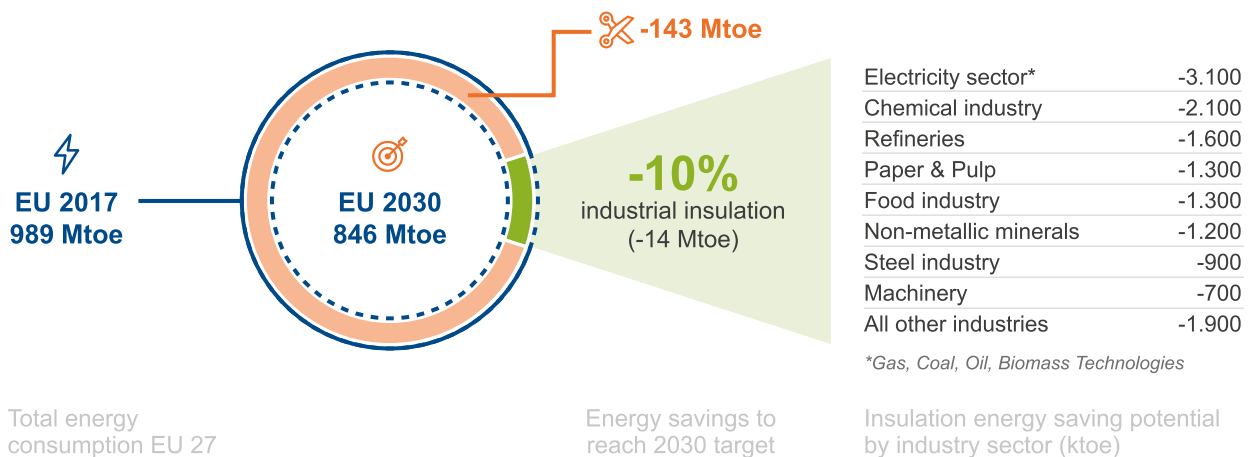 -143 Mtoe
EU 2017
989 Mtoe
EU 2030
846 Mtoe
-10%
industrial insulation
(-14 Mtoe)
Electricity sector* -3.100
Chemical industry -2.100
Refineries -1.600
Paper & Pulp -1.300
Food industry -1.300
Non-metallic minerals -1.200
Steel industry -900
Machinery -700
All other industries -1.900
*Gas, Coal, Oil, Biomass Technologies
Total energy
consumption EU 27
Energy savings to
reach 2030 target
Insulation energy saving potential
by industry sector (ktoe)